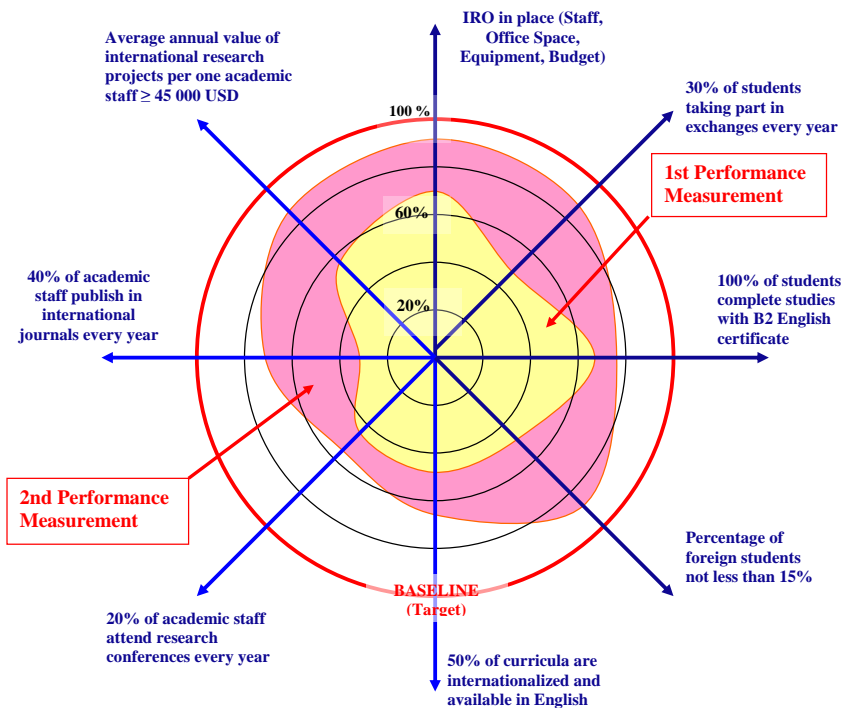 IRO in place (Staff,
Office Space,
Equipment, Budget)
Average annual value of
international research
projects per one academic
staff ≥ 45 000 USD
30% of students
taking part in
exchanges every year
100 %
1st Performance
Measurement
60%
40% of academic
staff publish in
international
journals every year
20%
100% of students
complete studies
with B2 English
certificate
2nd Performance
Measurement
Percentage of
foreign students
not less than 15%
BASELINE
(Target)
20% of academic staff
attend research
conferences every year
50% of curricula are
internationalized and
available in English